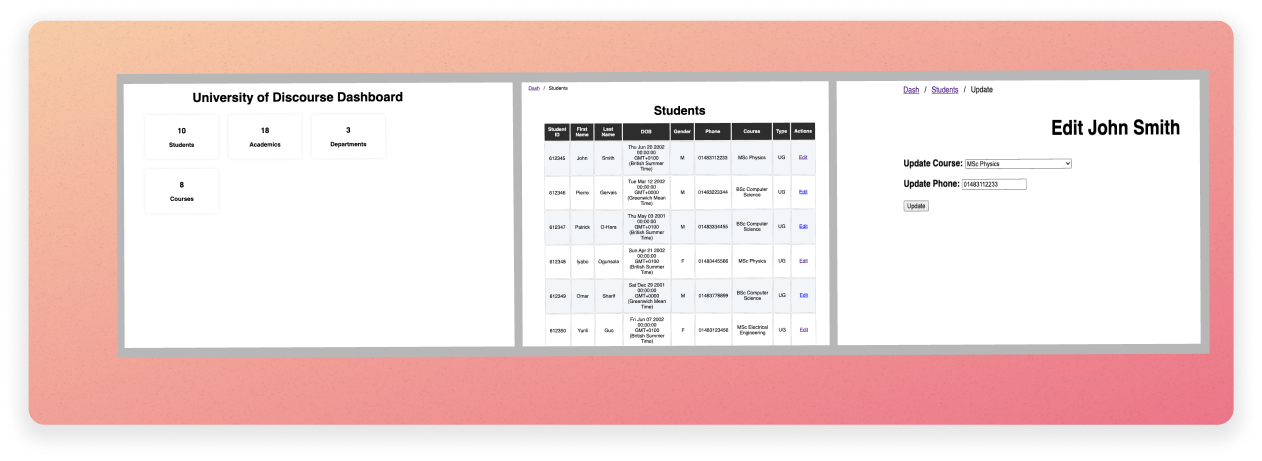 University of Discourse Dashboard
10
Students
18
Academics
3
Departments
8
Courses
Dash / Students
Students
Student ID First Name Last Name DOB Gender Phone Course Type Actions
612345 John Smith Thu Jun 20 2002 00:00:00 GMT+0100 (British Summer Time) M 01483112233 MSc Physics UG Edit
612346 Pierre Gervais Tue Mar 12 2002 00:00:00 GMT+0000 (Greenwich Mean Time) M 01483223344 BSc Computer Science UG Edit
612347 Patrick O-Hara Thu May 03 2001 00:00:00 GMT+0100 (British Summer Time) M 01483334455 BSc Computer Science UG Edit
612348 Iyabo Ogunsola Sun Apr 21 2002 00:00:00 GMT+0100 (British Summer Time) F 01483445566 MSc Physics UG Edit
612349 Omar Sharif Sat Dec 29 2001 00:00:00 GMT+0000 (Greenwich Mean Time) M 01483778899 BSc Computer Science UG Edit
612350 Yunli Guo Fri Jun 07 2002 00:00:00 GMT+0100 (British Summer Time) F 01483123456 MSc Electrical Engineering UG Edit
Dash / Students / Update
Edit John Smith
Update Course: MSc Physics
Update Phone: 01483112233
Update